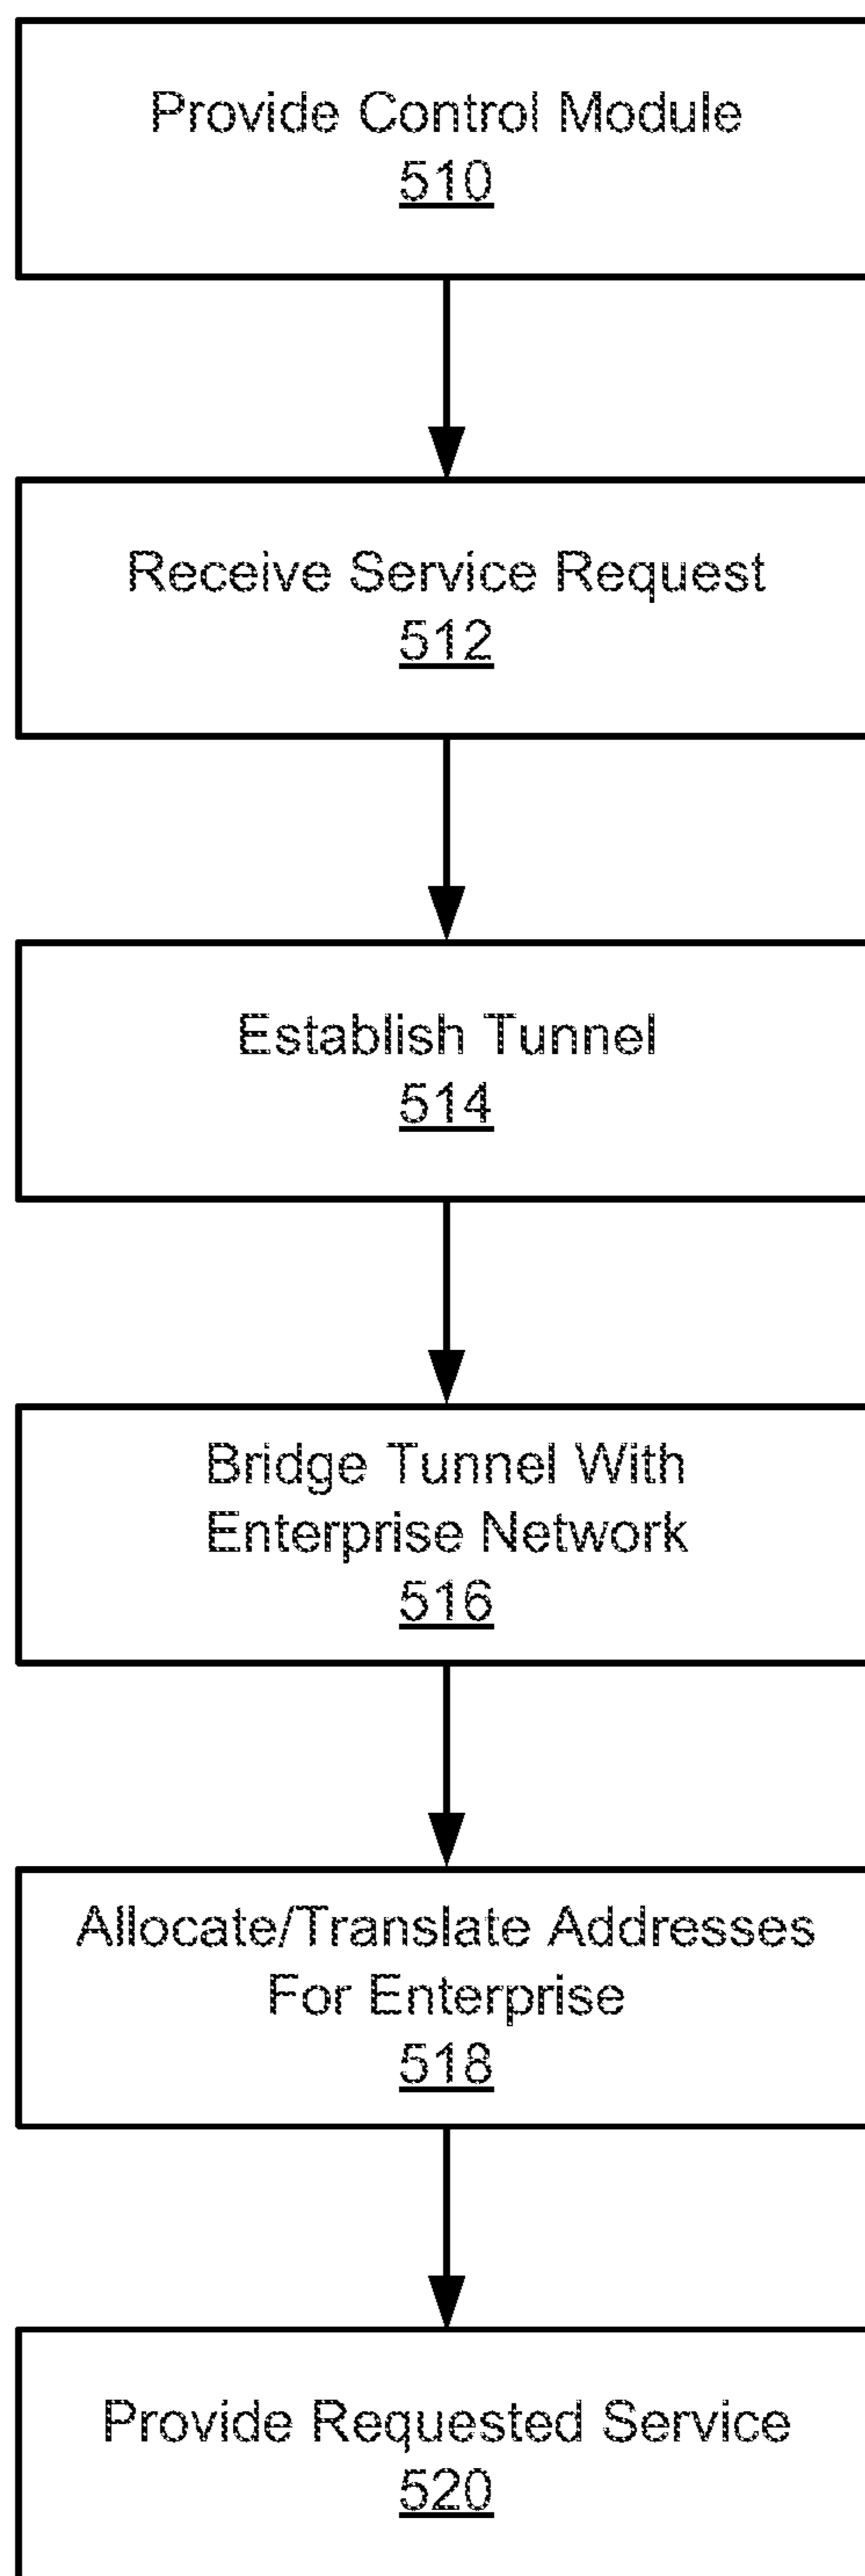 Provide Control Module
510
Receive Service Request
512
Establish Tunnel
514
Bridge Tunnel With
Enterprise Network
516
Allocate/Translate Addresses
For Enterprise
518
Provide Requested Service
520